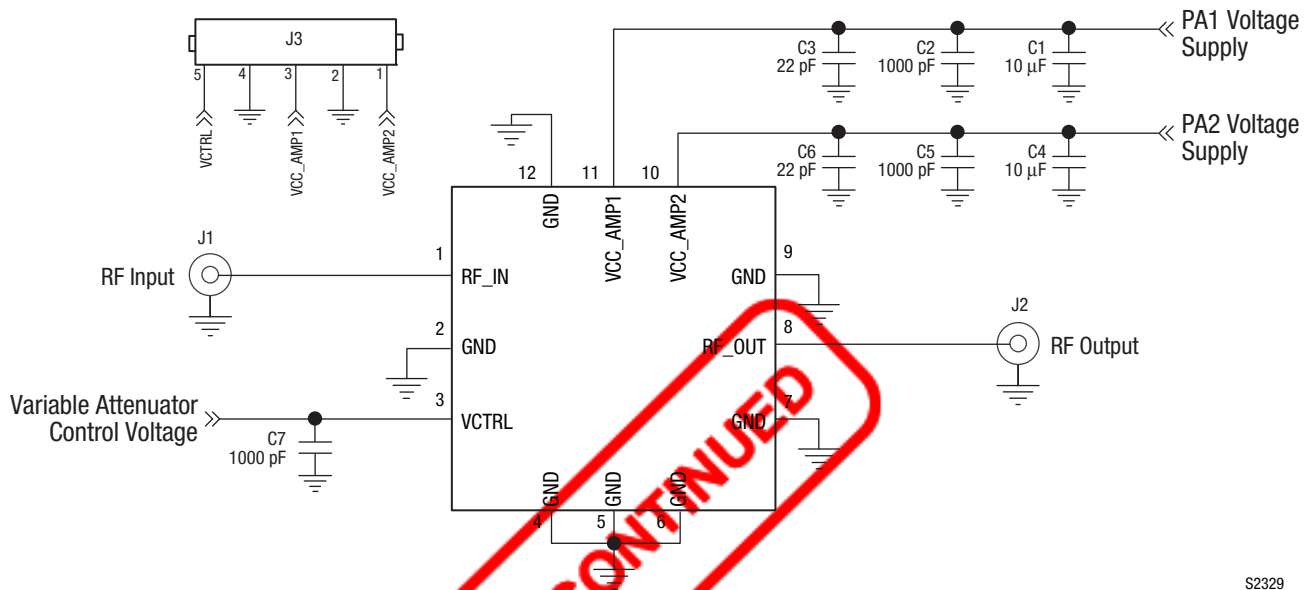 J3
5
4
3
2
1
VCTRL
VCC_AMP1
VCC_AMP2
PA1 Voltage
Supply
C3
22 pF
C2
1000 pF
C1
10 μF
PA2 Voltage
Supply
C6
22 pF
C5
1000 pF
C4
10 μF
12
11
10
GND
VCC_AMP1
VCC_AMP2
J1
RF Input
1
RF_IN
9
GND
2
GND
8
RF_OUT
J2
RF Output
Variable Attenuator
Control Voltage
3
VCTRL
7
GND
C7
1000 pF
GND
GND
GND
4
5
6
CONTINUED
S2329